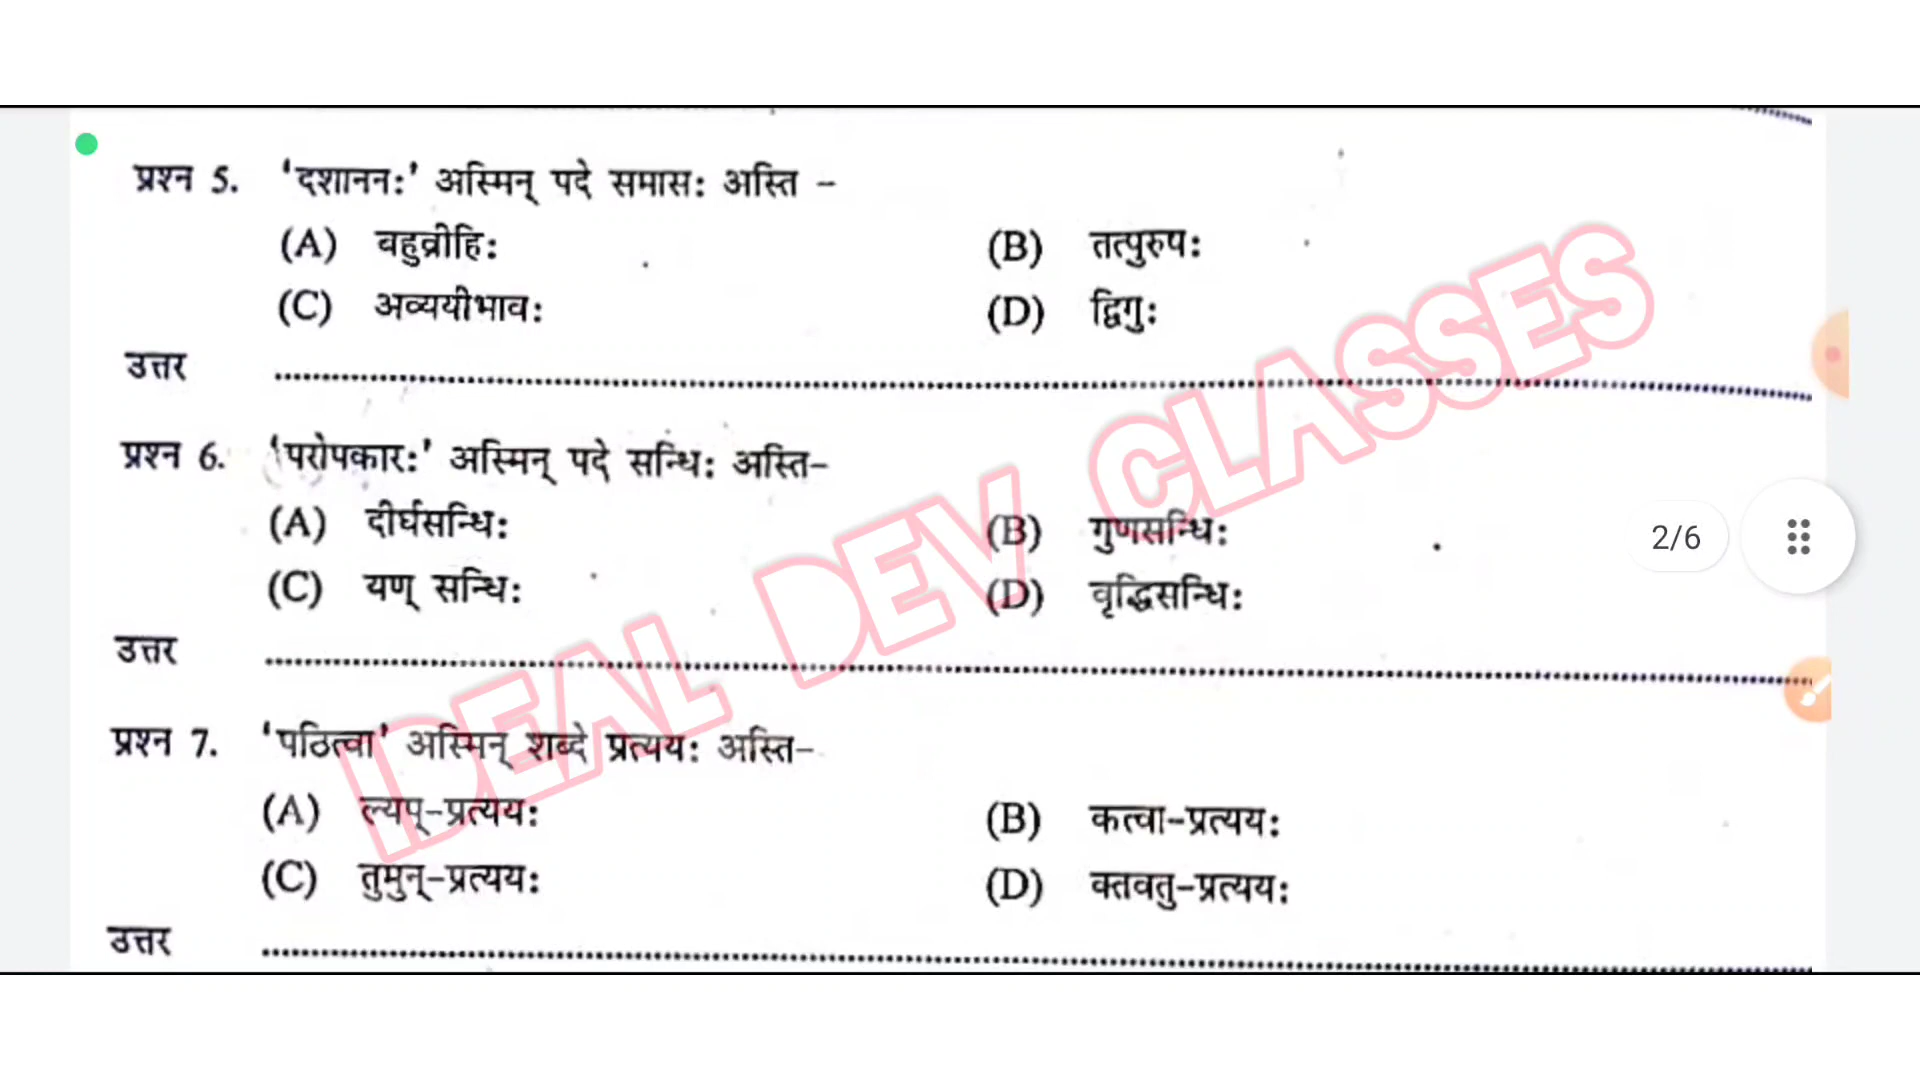 प्रश्न 5. 'दशाननः' अस्मिन् पदे समासः अस्ति –
(A) बहुव्रीहिः (B) तत्पुरुषः
(C) अव्ययीभावः (D) द्विगुः
उत्तर
प्रश्न 6. 'परोपकारः' अस्मिन् पदे सन्धिः अस्ति–
(A) दीर्घसन्धिः (B) गुणसन्धिः
(C) यण् सन्धिः (D) वृद्धिसन्धिः
2/6
उत्तर
प्रश्न 7. 'पठित्वा' अस्मिन् शब्दे प्रत्ययः अस्ति–
(A) ल्यप्-प्रत्ययः (B) कत्वा-प्रत्ययः
(C) तुमुन्-प्रत्ययः (D) क्तवतु-प्रत्ययः
उत्तर
IDEAL DEV CLASSES